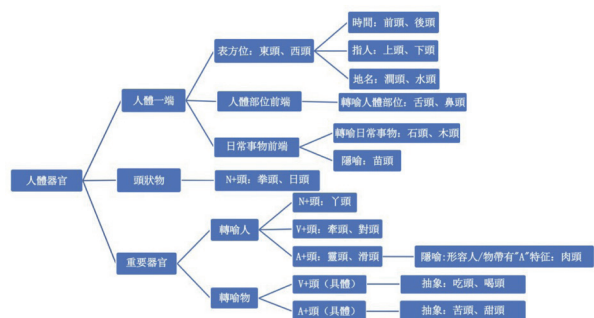 時間：前頭、後頭
表方位：東頭、西頭
指人：上頭、下頭
地名：澗頭、水頭
人體一端
人體部位前端
轉喻人體部位：舌頭、鼻頭
日常事物前端
轉喻日常事物：石頭、木頭
隱喻：苗頭
人體器官
頭狀物
N+頭：拳頭、日頭
N+頭：丫頭
轉喻人
V+頭：牽頭、對頭
A+頭：靈頭、滑頭
隱喻:形容人/物帶有"A"特征：肉頭
重要器官
V+頭（具體）
抽象：吃頭、喝頭
轉喻物
A+頭（具體）
抽象：苦頭、甜頭